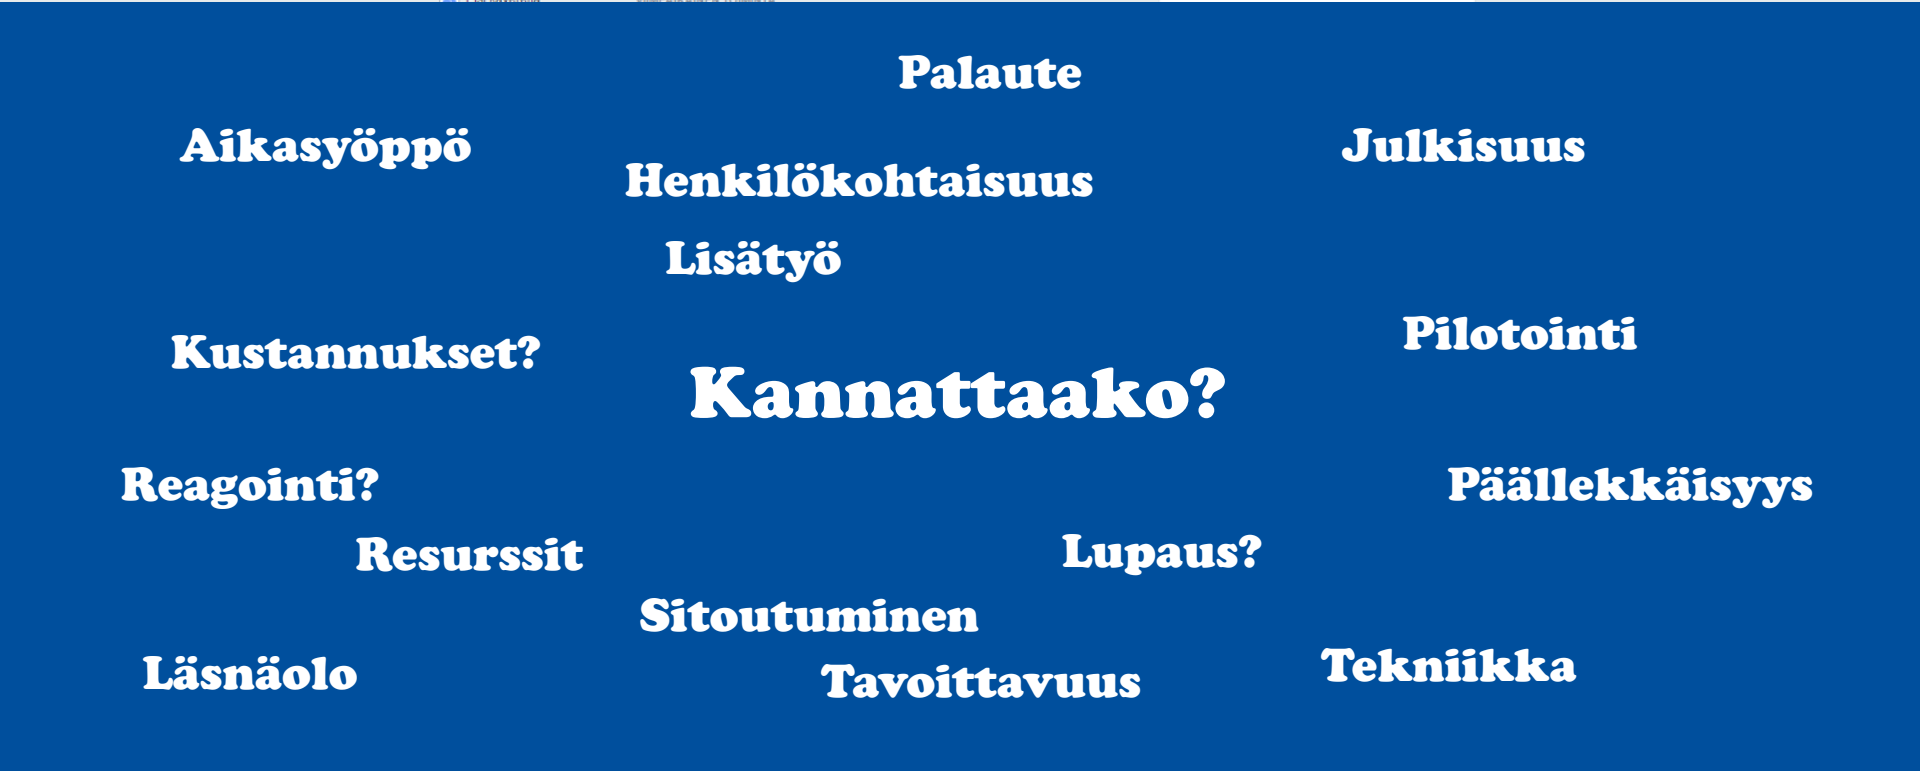 Palaute
Aikasyöppö
Julkisuus
Henkilökohtaisuus
Lisätyö
Pilotointi
Kustannukset?
Kannattaako?
Reagointi?
Päällekkäisyys
Resurssit
Lupaus?
Sitoutuminen
Läsnäolo
Tavoittavuus
Tekniikka